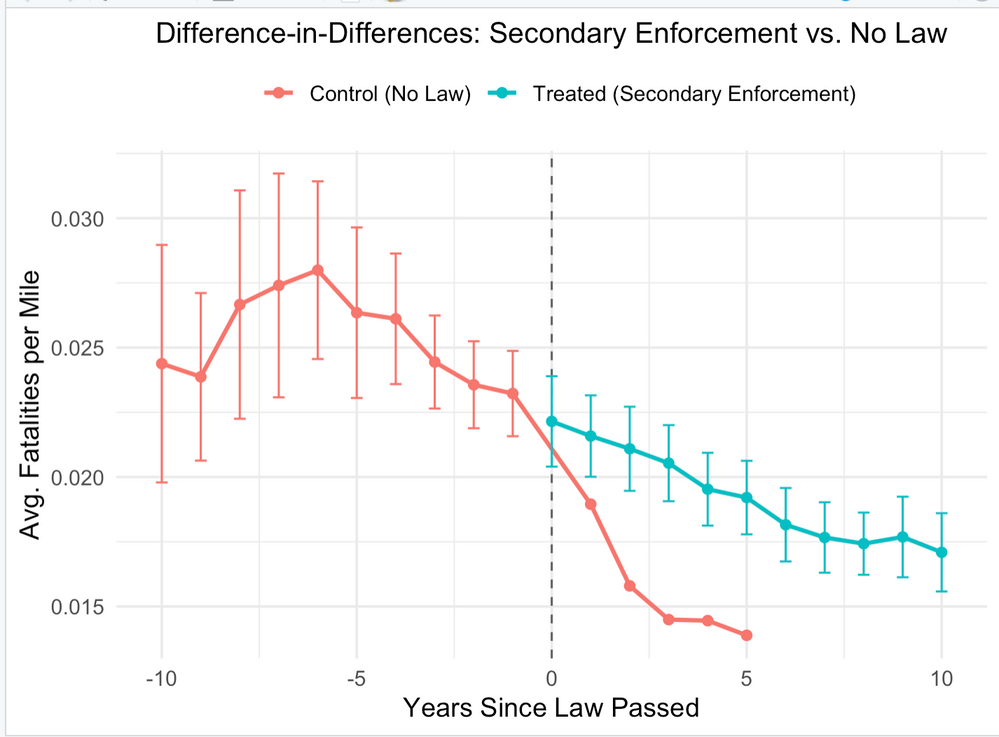 Difference-in-Differences: Secondary Enforcement vs. No Law
Control (No Law) Treated (Secondary Enforcement)
0.030
0.025
0.020
0.015
Avg. Fatalities per Mile
-10 -5 0 5 10
Years Since Law Passed